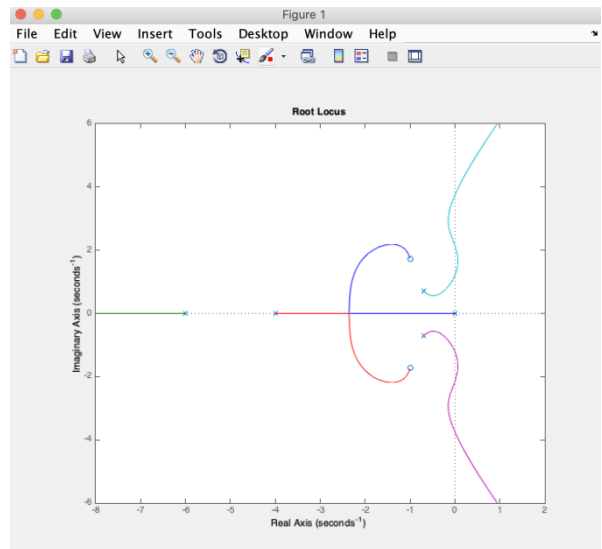 Figure 1
File Edit View Insert Tools Desktop Window Help
Root Locus
6
4
2
0
-2
-4
-6
Imaginary Axis (seconds⁻¹)
-8 -7 -6 -5 -4 -3 -2 -1 0 1 2
Real Axis (seconds⁻¹)